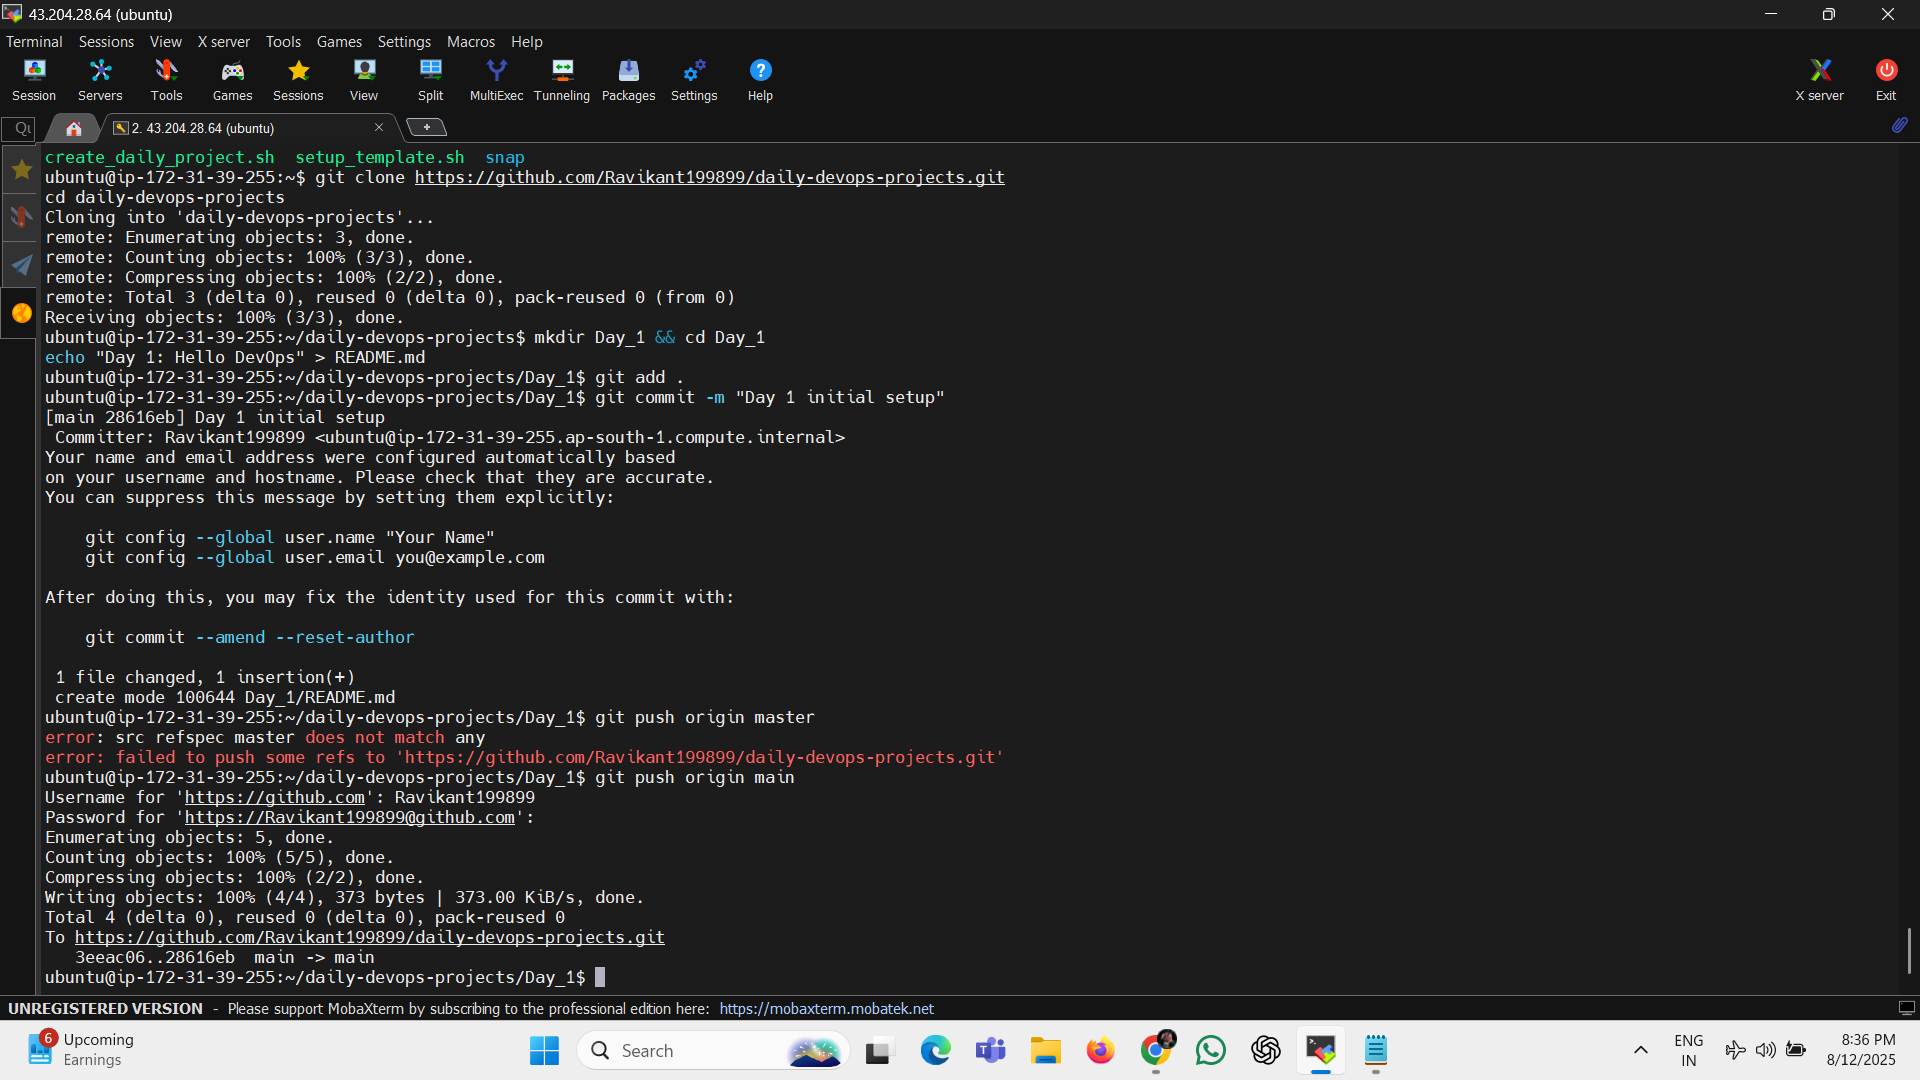 43.204.28.64 (ubuntu)
Terminal Sessions View X server Tools Games Settings Macros Help
Session Servers Tools Games Sessions View Split MultiExec Tunneling Packages Settings Help X server Exit
2. 43.204.28.64 (ubuntu)
create_daily_project.sh  setup_template.sh  snap
ubuntu@ip-172-31-39-255:~$ git clone https://github.com/Ravikant199899/daily-devops-projects.git
cd daily-devops-projects
Cloning into 'daily-devops-projects'...
remote: Enumerating objects: 3, done.
remote: Counting objects: 100% (3/3), done.
remote: Compressing objects: 100% (2/2), done.
remote: Total 3 (delta 0), reused 0 (delta 0), pack-reused 0 (from 0)
Receiving objects: 100% (3/3), done.
ubuntu@ip-172-31-39-255:~/daily-devops-projects$ mkdir Day_1 && cd Day_1
echo "Day 1: Hello DevOps" > README.md
ubuntu@ip-172-31-39-255:~/daily-devops-projects/Day_1$ git add .
ubuntu@ip-172-31-39-255:~/daily-devops-projects/Day_1$ git commit -m "Day 1 initial setup"
[main 28616eb] Day 1 initial setup
 Committer: Ravikant199899 <ubuntu@ip-172-31-39-255.ap-south-1.compute.internal>
Your name and email address were configured automatically based
on your username and hostname. Please check that they are accurate.
You can suppress this message by setting them explicitly:
    git config --global user.name "Your Name"
    git config --global user.email you@example.com
After doing this, you may fix the identity used for this commit with:
    git commit --amend --reset-author
 1 file changed, 1 insertion(+)
 create mode 100644 Day_1/README.md
ubuntu@ip-172-31-39-255:~/daily-devops-projects/Day_1$ git push origin master
error: src refspec master does not match any
error: failed to push some refs to 'https://github.com/Ravikant199899/daily-devops-projects.git'
ubuntu@ip-172-31-39-255:~/daily-devops-projects/Day_1$ git push origin main
Username for 'https://github.com': Ravikant199899
Password for 'https://Ravikant199899@github.com':
Enumerating objects: 5, done.
Counting objects: 100% (5/5), done.
Compressing objects: 100% (2/2), done.
Writing objects: 100% (4/4), 373 bytes | 373.00 KiB/s, done.
Total 4 (delta 0), reused 0 (delta 0), pack-reused 0
To https://github.com/Ravikant199899/daily-devops-projects.git
   3eeac06..28616eb  main -> main
ubuntu@ip-172-31-39-255:~/daily-devops-projects/Day_1$
UNREGISTERED VERSION - Please support MobaXterm by subscribing to the professional edition here: https://mobaxterm.mobatek.net
6
Upcoming
Earnings
Search
ENG
IN
8:36 PM
8/12/2025